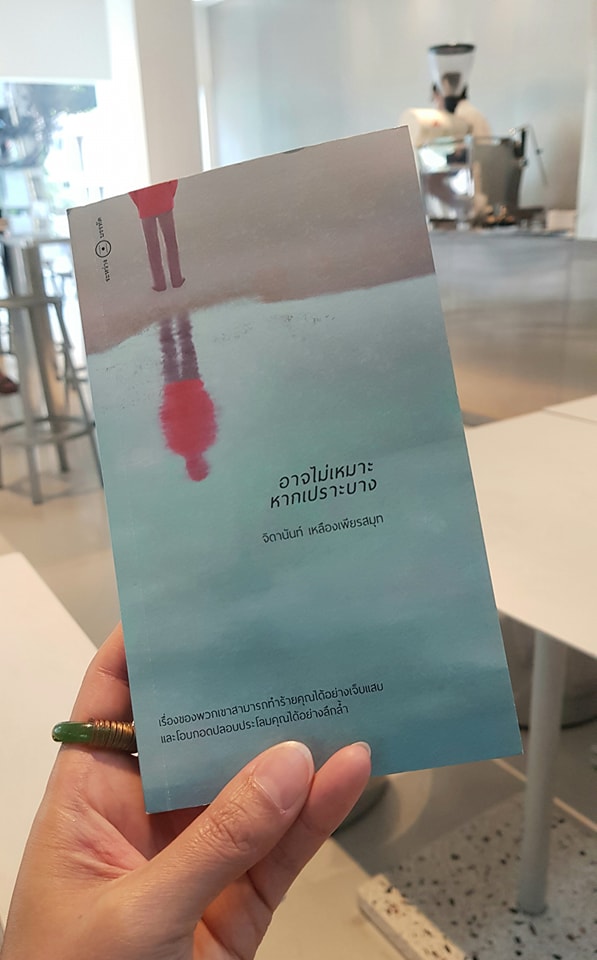 อาจไม่เหมาะ
หากเปราะบาง
จิดานันท์ เหลืองเพียรสมุท
เรื่องของพวกเขาสามารถทำร้ายคุณได้อย่างเจ็บแสบ
และโอบกอดปลอบประโลมคุณได้อย่างลึกล้ำ